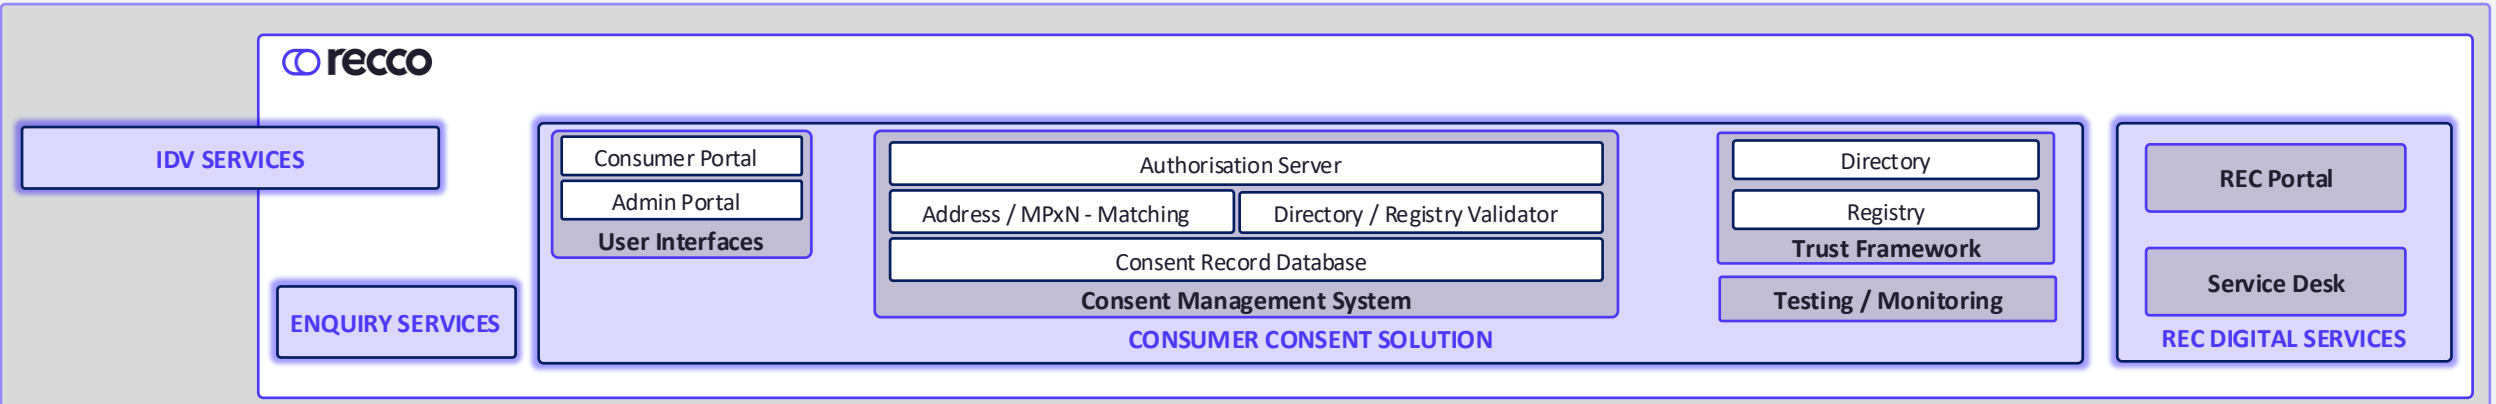 recco
IDV SERVICES
ENQUIRY SERVICES
Consumer Portal
Admin Portal
User Interfaces
Authorisation Server
Address / MPxN - Matching
Directory / Registry Validator
Consent Record Database
Consent Management System
Directory
Registry
Trust Framework
Testing / Monitoring
CONSUMER CONSENT SOLUTION
REC Portal
Service Desk
REC DIGITAL SERVICES